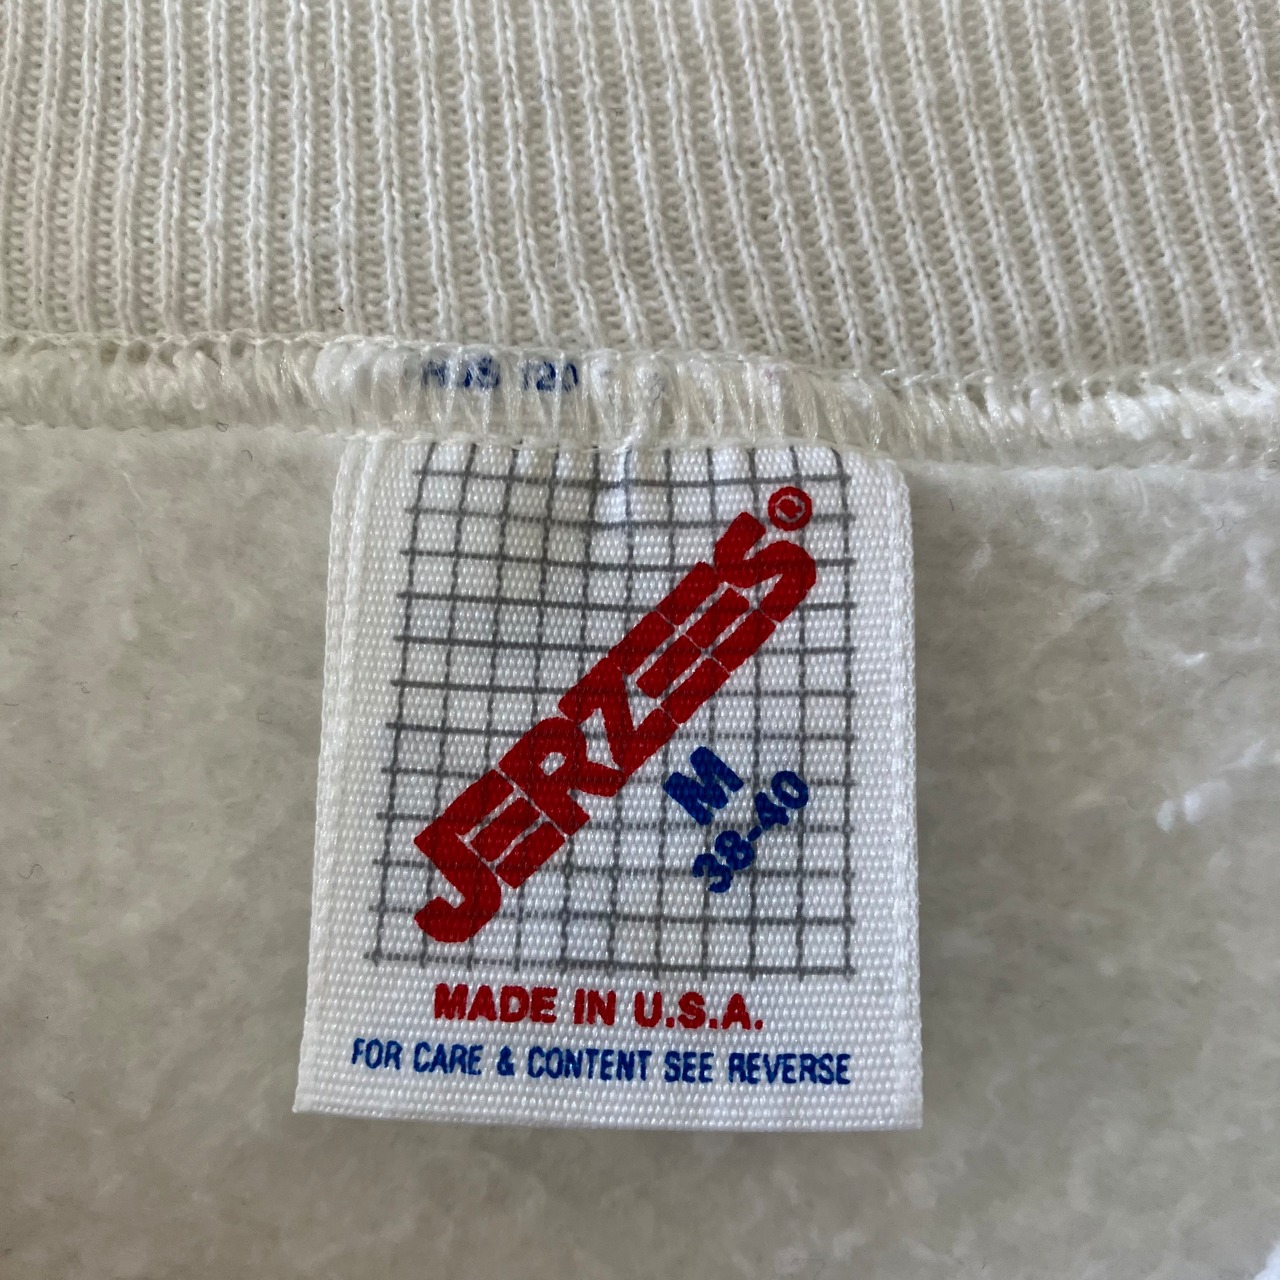 JERZEES®
M
38-40
MADE IN U.S.A.
FOR CARE & CONTENT SEE REVERSE